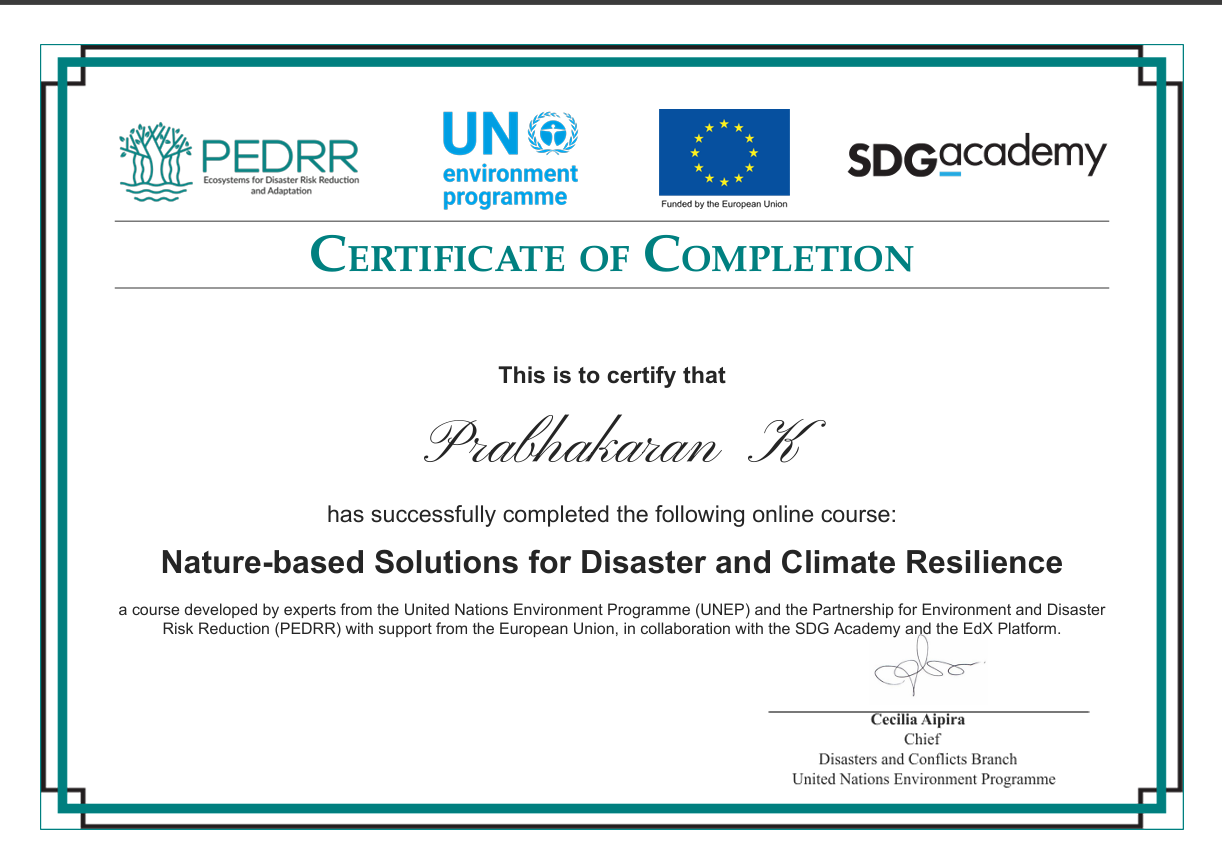 PEDRR
Ecosystems for Disaster Risk Reduction
and Adaptation
UN
environment
programme
Funded by the European Union
SDGacademy
CERTIFICATE OF COMPLETION
This is to certify that
Prabhakaran K
has successfully completed the following online course:
Nature-based Solutions for Disaster and Climate Resilience
a course developed by experts from the United Nations Environment Programme (UNEP) and the Partnership for Environment and Disaster
Risk Reduction (PEDRR) with support from the European Union, in collaboration with the SDG Academy and the EdX Platform.
Cecilia Aipira
Chief
Disasters and Conflicts Branch
United Nations Environment Programme